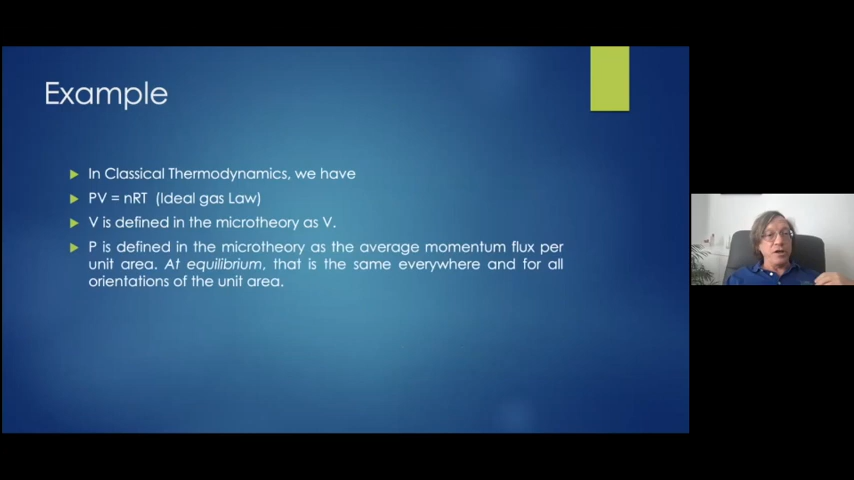 Example
In Classical Thermodynamics, we have
PV = nRT (Ideal gas Law)
V is defined in the microtheory as V.
P is defined in the microtheory as the average momentum flux per
unit area. At equilibrium, that is the same everywhere and for all
orientations of the unit area.